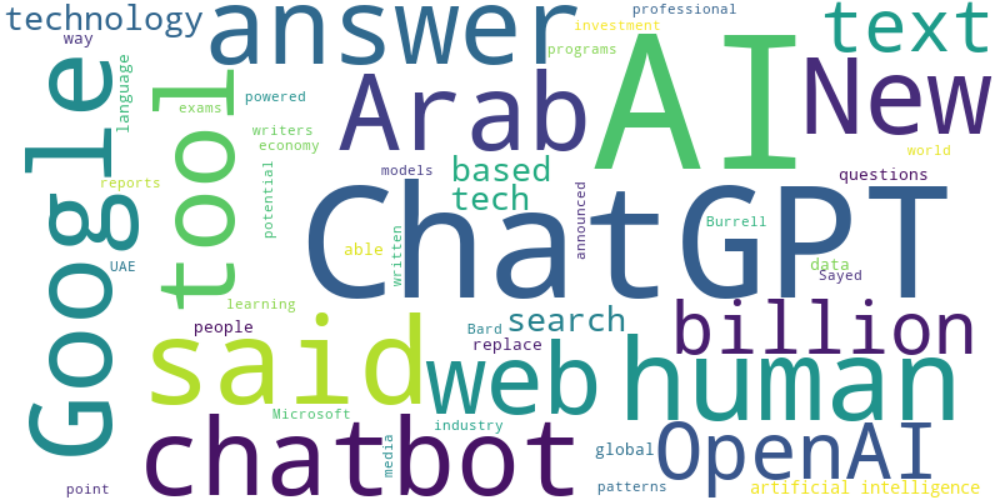 technology
answer
professional
investment
programs
text
way
AI
New
Google
language
tool
exams
powered
Arab
writers
economy
world
reports
potential
models
based
tech
announced
questions
ChatGPT
Burrell
UAE
able
written
data
Sayed
learning
people
said
Bard
search
replace
billion
web
human
Microsoft
industry
chatbot
media
global
OpenAI
point
patterns
artificial intelligence